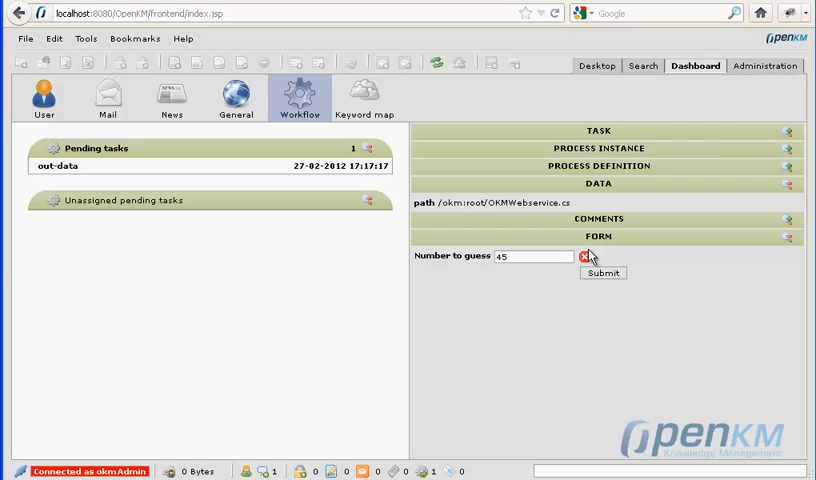 localhost:8080/OpenKM/frontend/index.jsp
Google
File Edit Tools Bookmarks Help
OpenKM
Desktop Search Dashboard Administration
NEWS
User Mail News General Workflow Keyword map
Pending tasks 1
out-data 27-02-2012 17:17:17
Unassigned pending tasks
TASK
PROCESS INSTANCE
PROCESS DEFINITION
DATA
path /okm:root/OKMWebservice.cs
COMMENTS
FORM
Number to guess 45
Submit
OpenKM
Knowledge Management
Connected as okmAdmin 0 Bytes 1 0 0 0 0 1 0